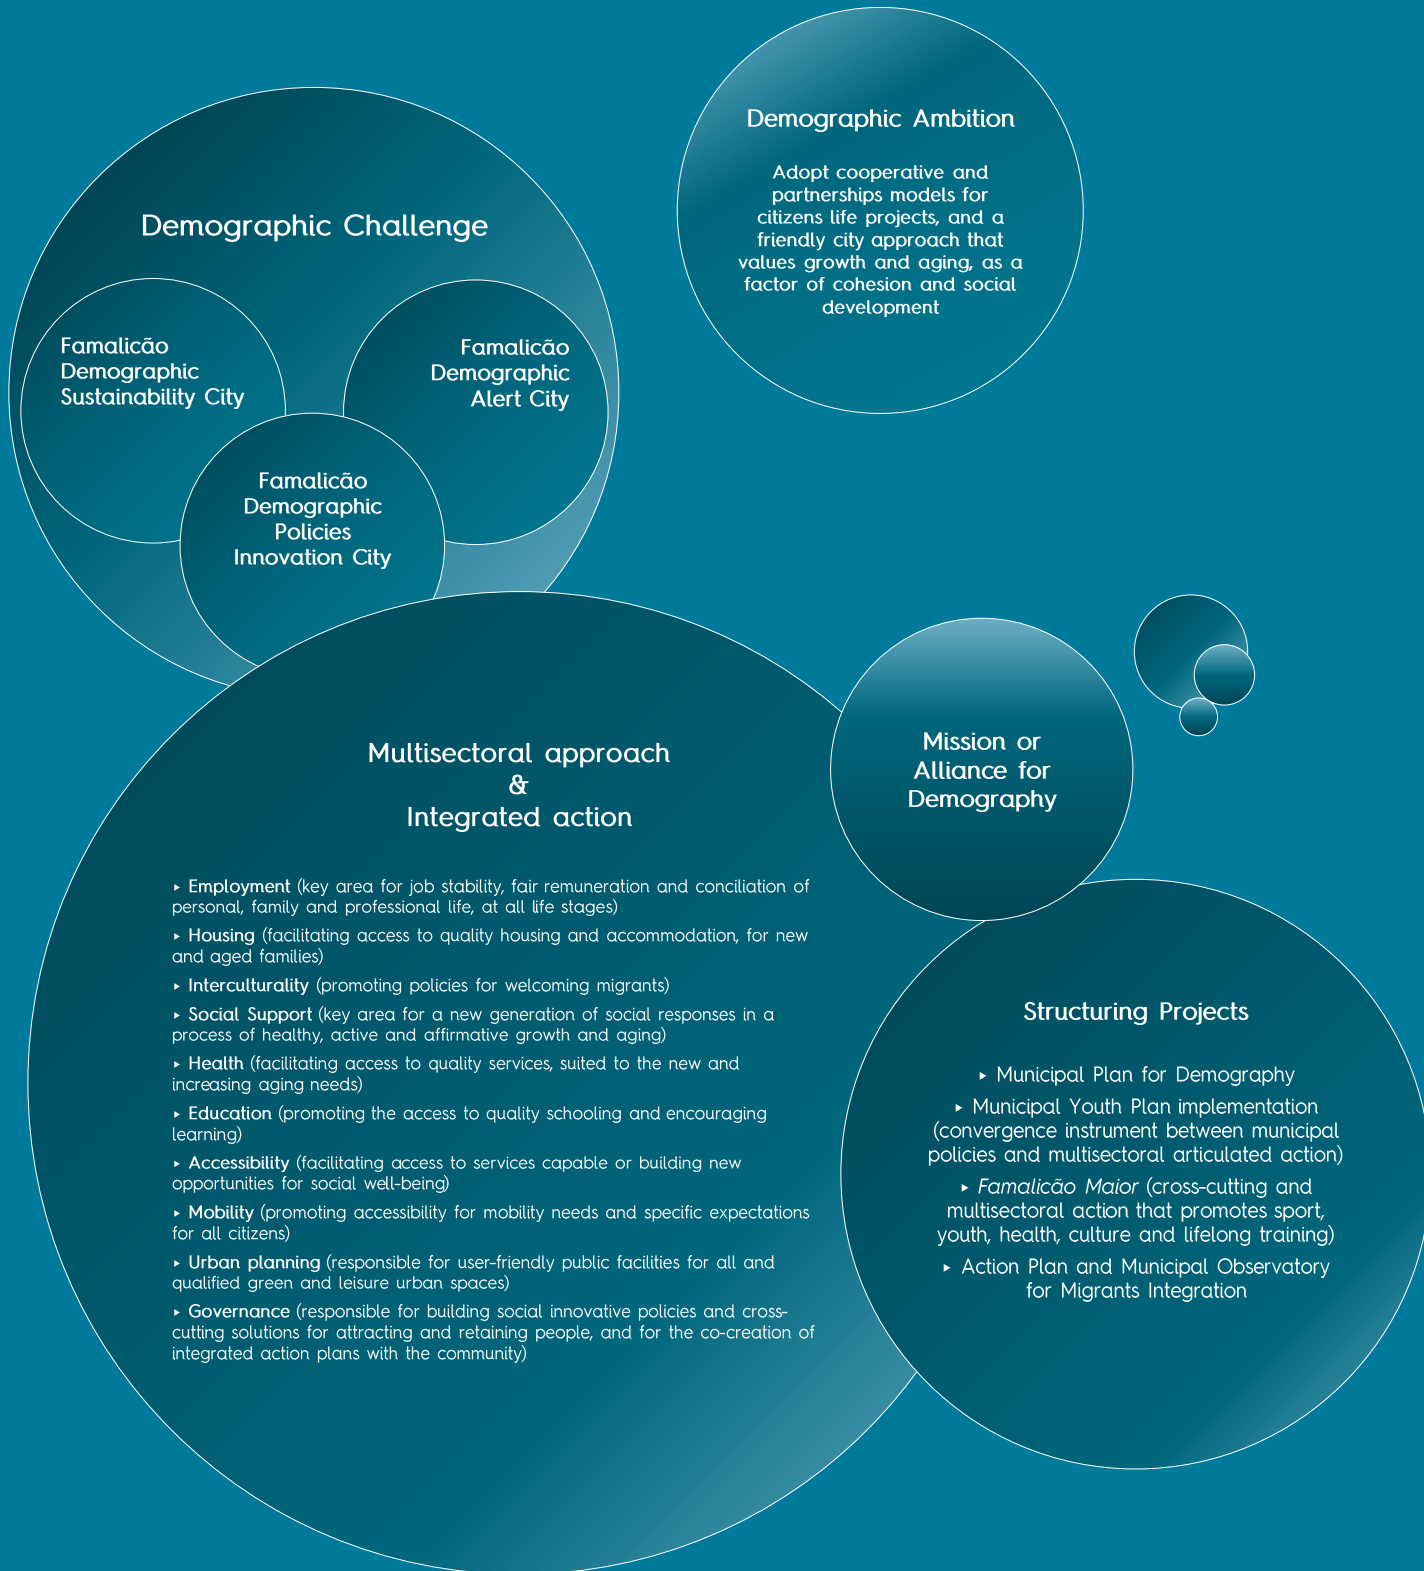 Demographic Ambition
Adopt cooperative and
partnerships models for
citizens life projects, and a
friendly city approach that
values growth and aging, as a
factor of cohesion and social
development
Demographic Challenge
Famalicão
Demographic
Sustainability City
Famalicão
Demographic
Alert City
Famalicão
Demographic
Policies
Innovation City
Multisectoral approach
&
Integrated action
▸ Employment (key area for job stability, fair remuneration and conciliation of
personal, family and professional life, at all life stages)
▸ Housing (facilitating access to quality housing and accommodation, for new
and aged families)
▸ Interculturality (promoting policies for welcoming migrants)
▸ Social Support (key area for a new generation of social responses in a
process of healthy, active and affirmative growth and aging)
▸ Health (facilitating access to quality services, suited to the new and
increasing aging needs)
▸ Education (promoting the access to quality schooling and encouraging
learning)
▸ Accessibility (facilitating access to services capable or building new
opportunities for social well-being)
▸ Mobility (promoting accessibility for mobility needs and specific expectations
for all citizens)
▸ Urban planning (responsible for user-friendly public facilities for all and
qualified green and leisure urban spaces)
▸ Governance (responsible for building social innovative policies and cross-
cutting solutions for attracting and retaining people, and for the co-creation of
integrated action plans with the community)
Mission or
Alliance for
Demography
Structuring Projects
▸ Municipal Plan for Demography
▸ Municipal Youth Plan implementation
(convergence instrument between municipal
policies and multisectoral articulated action)
▸ Famalicão Maior (cross-cutting and
multisectoral action that promotes sport,
youth, health, culture and lifelong training)
▸ Action Plan and Municipal Observatory
for Migrants Integration